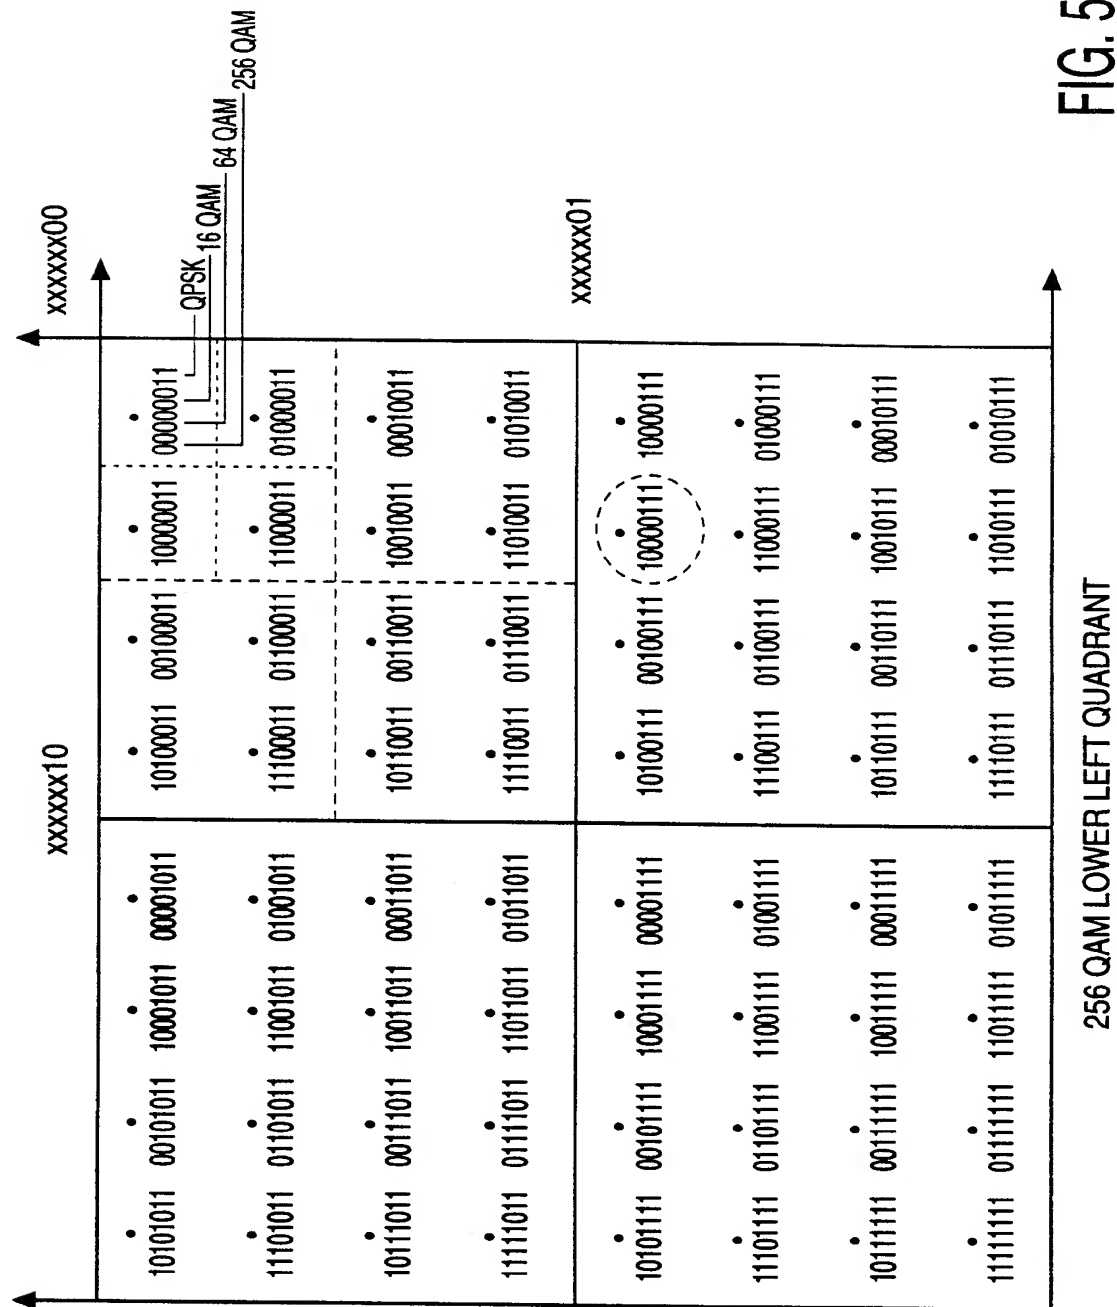 xxxxxx10 xxxxxx00
10101011 00101011 10001011 00001011 10100011 00100011 10000011 00000011
QPSK
16 QAM
64 QAM
256 QAM
11101011 01101011 11001011 01001011 11100011 01100011 11000011 01000011
10111011 00111011 10011011 00011011 10110011 00110011 10010011 00010011
11111011 01111011 11011011 01011011 11110011 01110011 11010011 01010011
xxxxxx01
10101111 00101111 10001111 00001111 10100111 00100111 10000111 10000111
11101111 01101111 11001111 01001111 11100111 01100111 11000111 01000111
10111111 00111111 10011111 00011111 10110111 00110111 10010111 00010111
11111111 01111111 11011111 01011111 11110111 01110111 11010111 01010111
256 QAM LOWER LEFT QUADRANT
FIG. 5